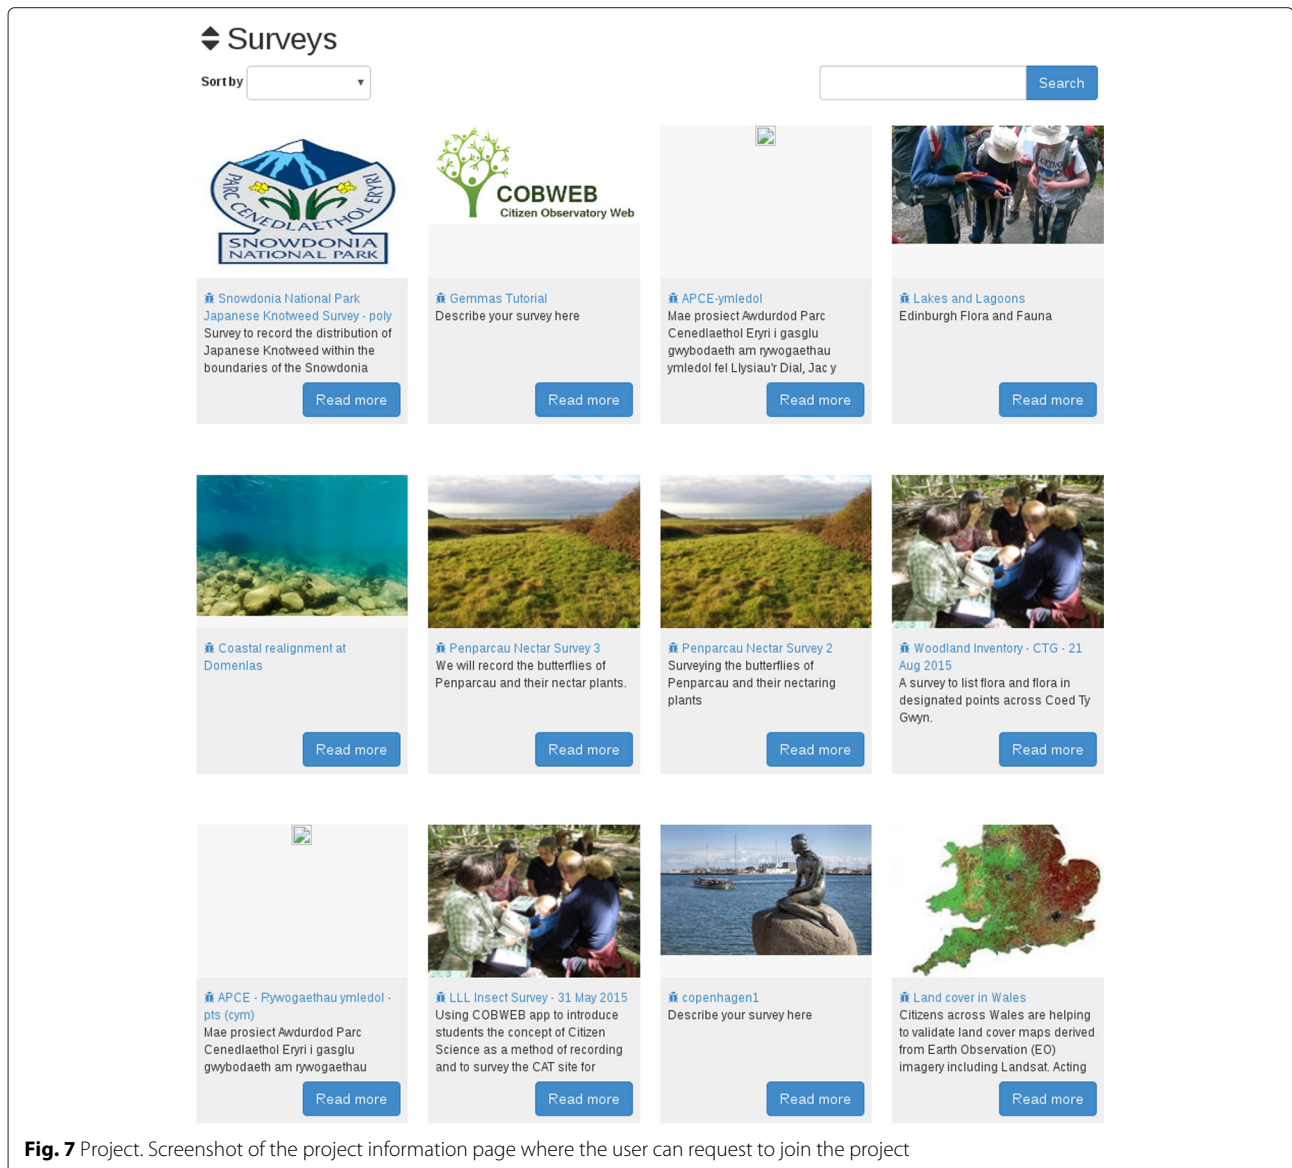 Surveys
Sort by
Search
PARC CENEDLAETHOL ERYRI
SNOWDONIA
NATIONAL PARK
COBWEB
Citizen Observatory Web
Snowdonia National Park
Japanese Knotweed Survey - poly
Survey to record the distribution of
Japanese Knotweed within the
boundaries of the Snowdonia
Read more
Gemmas Tutorial
Describe your survey here
Read more
APCE-ymledol
Mae prosiect Awdurdod Parc
Cenedlaethol Eryri i gasglu
gwybodaeth am rywogaethau
ymledol fel Llysiau'r Dial, Jac y
Read more
Lakes and Lagoons
Edinburgh Flora and Fauna
Read more
Coastal realignment at
Domenlas
Read more
Penparcau Nectar Survey 3
We will record the butterflies of
Penparcau and their nectar plants.
Read more
Penparcau Nectar Survey 2
Surveying the butterflies of
Penparcau and their nectaring
plants
Read more
Woodland Inventory - CTG - 21
Aug 2015
A survey to list flora and flora in
designated points across Coed Ty
Gwyn.
Read more
APCE - Rywogaethau ymledol -
pts (cym)
Mae prosiect Awdurdod Parc
Cenedlaethol Eryri i gasglu
gwybodaeth am rywogaethau
Read more
LLL Insect Survey - 31 May 2015
Using COBWEB app to introduce
students the concept of Citizen
Science as a method of recording
and to survey the CAT site for
Read more
copenhagen1
Describe your survey here
Read more
Land cover in Wales
Citizens across Wales are helping
to validate land cover maps derived
from Earth Observation (EO)
imagery including Landsat. Acting
Read more
Fig. 7 Project. Screenshot of the project information page where the user can request to join the project